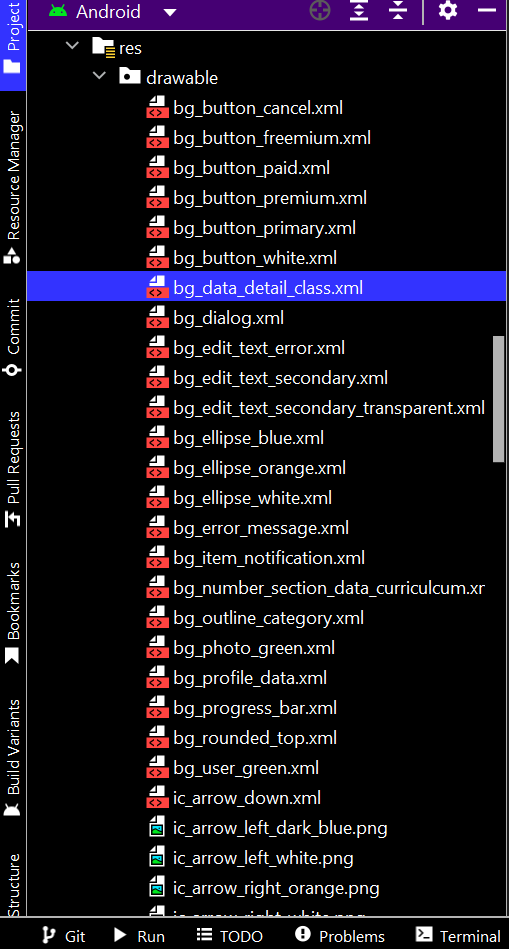 Android
res
drawable
bg_button_cancel.xml
bg_button_freemium.xml
bg_button_paid.xml
bg_button_premium.xml
bg_button_primary.xml
bg_button_white.xml
bg_data_detail_class.xml
bg_dialog.xml
bg_edit_text_error.xml
bg_edit_text_secondary.xml
bg_edit_text_secondary_transparent.xml
bg_ellipse_blue.xml
bg_ellipse_orange.xml
bg_ellipse_white.xml
bg_error_message.xml
bg_item_notification.xml
bg_number_section_data_curriculcum.xr
bg_outline_category.xml
bg_photo_green.xml
bg_profile_data.xml
bg_progress_bar.xml
bg_rounded_top.xml
bg_user_green.xml
ic_arrow_down.xml
ic_arrow_left_dark_blue.png
ic_arrow_left_white.png
ic_arrow_right_orange.png
ic_arrow_right_white.png
Project
Resource Manager
Commit
Pull Requests
Bookmarks
Build Variants
Structure
Git
Run
TODO
Problems
Terminal